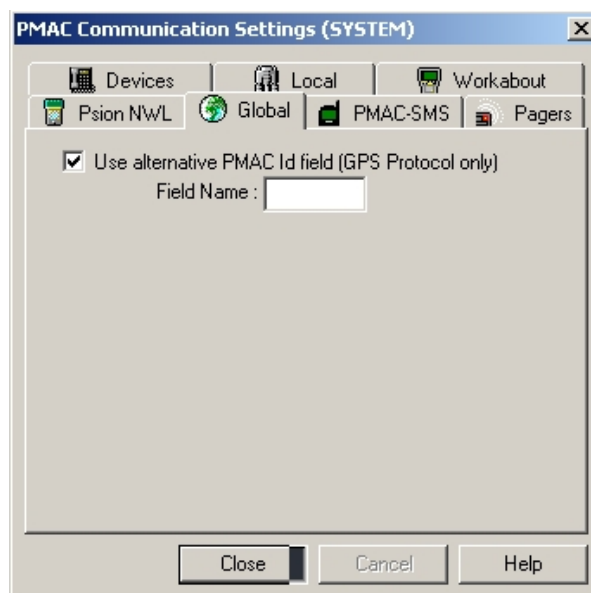 PMAC Communication Settings (SYSTEM)
Devices Local Workabout
Psion NWL Global PMAC-SMS Pagers
Use alternative PMAC Id field (GPS Protocol only)
Field Name :
Close Cancel Help